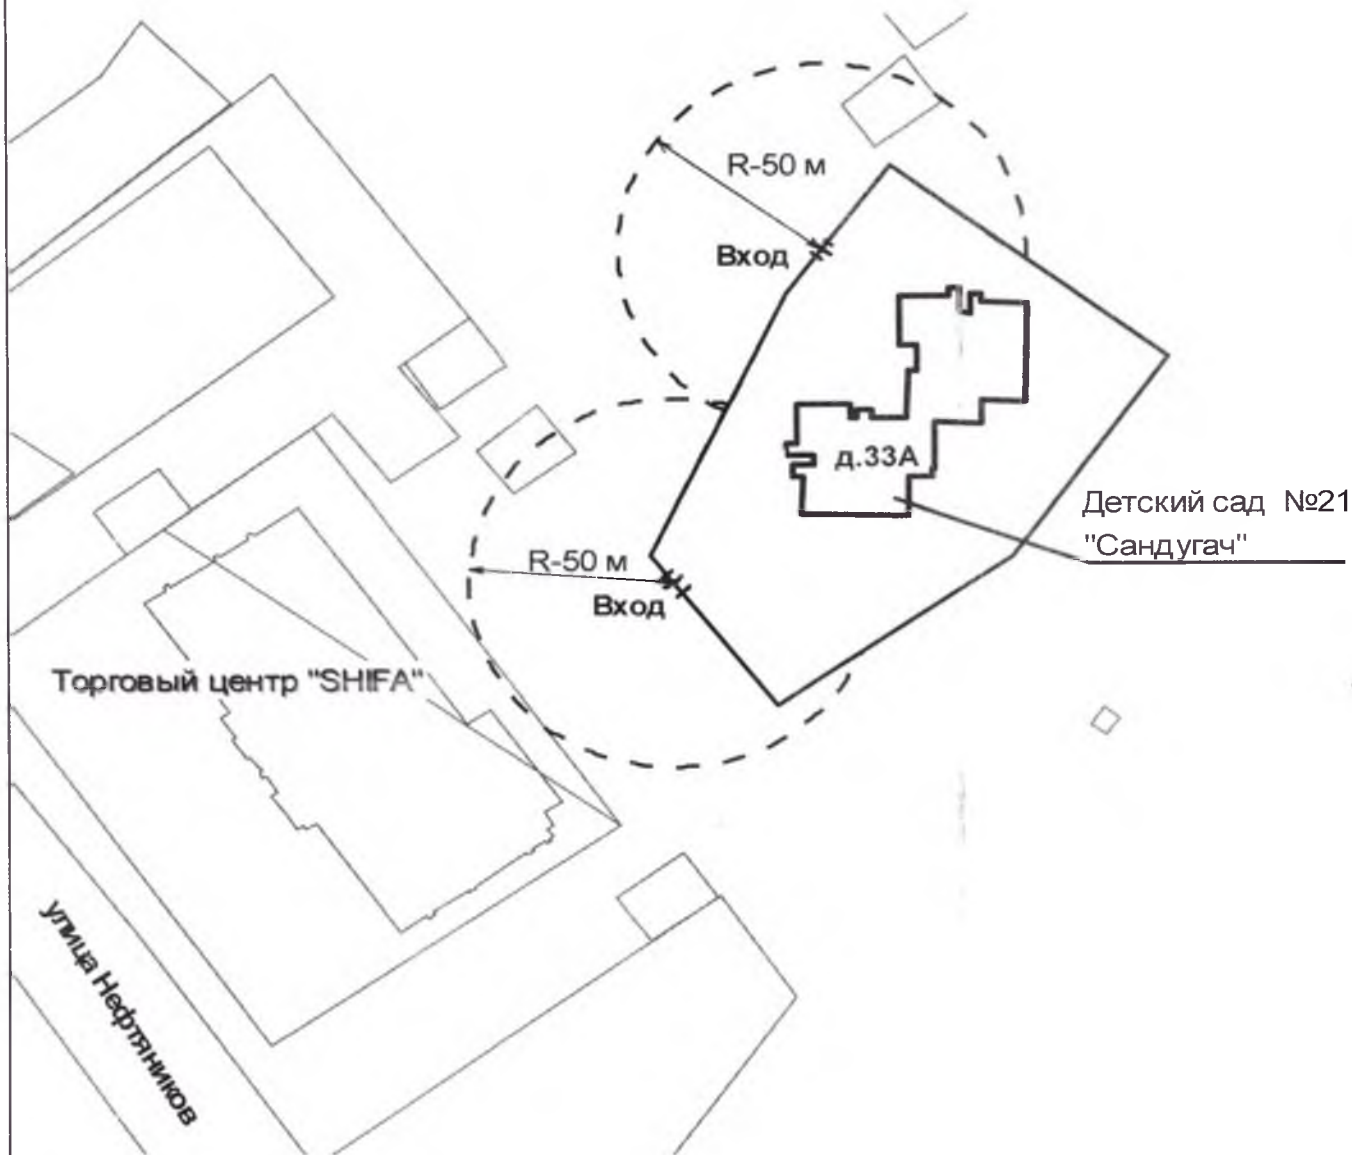 R-50 м
Вход
д.33А
Детский сад №21
"Сандугач"
R-50 м
Вход
Торговый центр "SHIFA"
улица Нефтяников